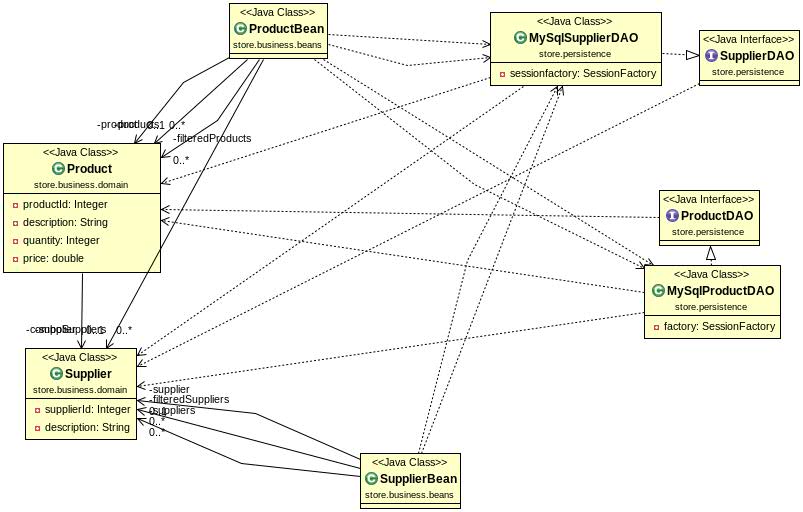 <<Java Class>>
ProductBean
store.business.beans
<<Java Class>>
MySqlSupplierDAO
store.persistence
sessionfactory: SessionFactory
<<Java Interface>>
SupplierDAO
store.persistence
-products
0..1 0..*
-filteredProducts
0..*
<<Java Class>>
Product
store.business.domain
productId: Integer
description: String
quantity: Integer
price: double
<<Java Interface>>
ProductDAO
store.persistence
<<Java Class>>
MySqlProductDAO
store.persistence
factory: SessionFactory
0..1 0..*
<<Java Class>>
Supplier
store.business.domain
supplierId: Integer
description: String
-supplier
-filteredSuppliers
0..1
-suppliers
0..*
0..*
<<Java Class>>
SupplierBean
store.business.beans